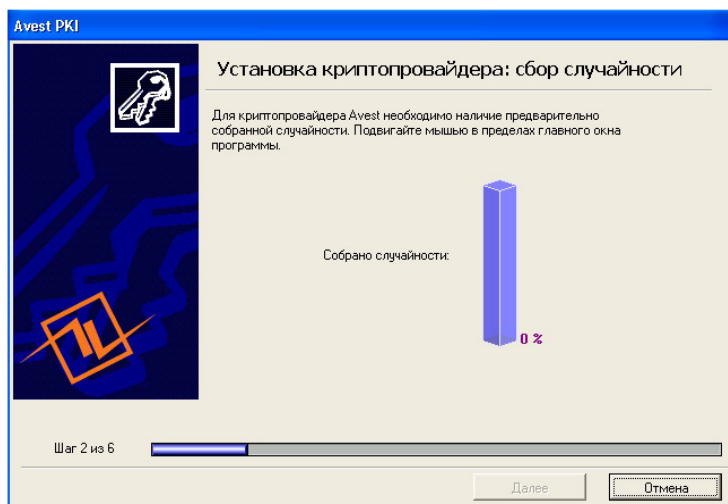 Avest PKI
Установка криптопровайдера: сбор случайности
Для криптопровайдера Avest необходимо наличие предварительно
собранной случайности. Подвигайте мышью в пределах главного окна
программы.
Собрано случайности:
0 %
Шаг 2 из 6
Далее
Отмена